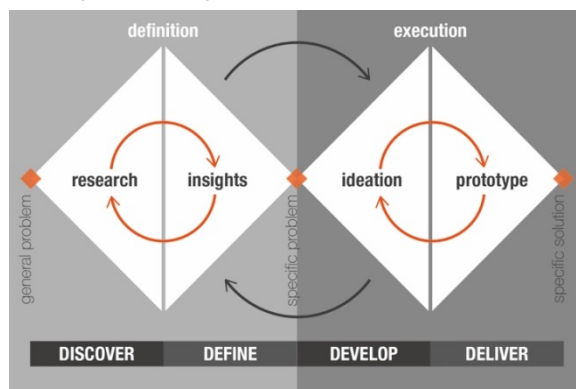 definition
execution
research
insights
ideation
prototype
general problem
specific problem
specific solution
DISCOVER
DEFINE
DEVELOP
DELIVER